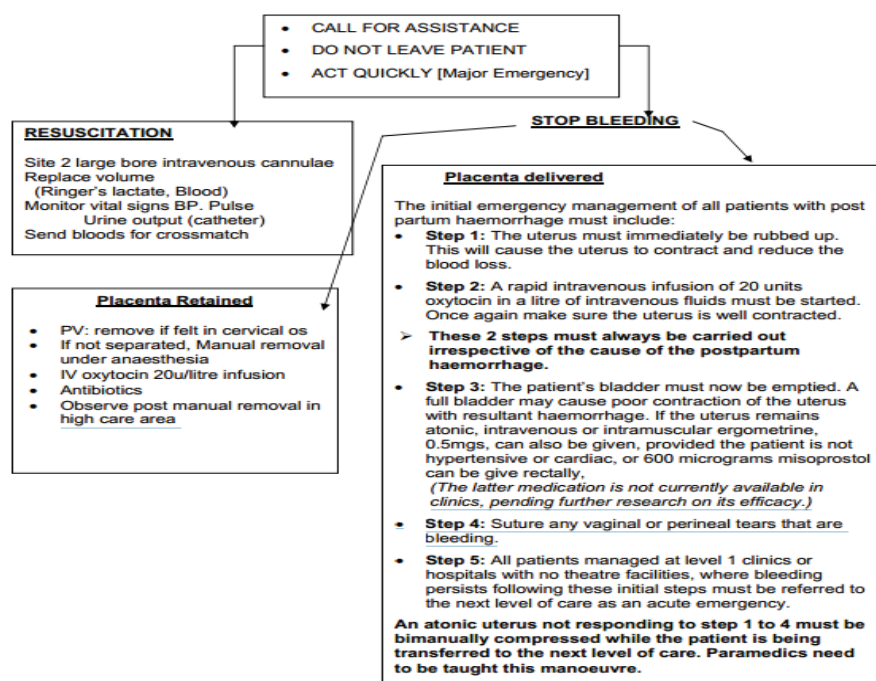 • CALL FOR ASSISTANCE
• DO NOT LEAVE PATIENT
• ACT QUICKLY [Major Emergency]
RESUSCITATION
Site 2 large bore intravenous cannulae
Replace volume
(Ringer's lactate, Blood)
Monitor vital signs BP. Pulse
Urine output (catheter)
Send bloods for crossmatch
STOP BLEEDING
Placenta Retained
• PV: remove if felt in cervical os
• If not separated, Manual removal
under anaesthesia
• IV oxytocin 20u/litre infusion
• Antibiotics
• Observe post manual removal in
high care area
Placenta delivered
The initial emergency management of all patients with post
partum haemorrhage must include:
• Step 1: The uterus must immediately be rubbed up.
This will cause the uterus to contract and reduce the
blood loss.
• Step 2: A rapid intravenous infusion of 20 units
oxytocin in a litre of intravenous fluids must be started.
Once again make sure the uterus is well contracted.
➢ These 2 steps must always be carried out
irrespective of the cause of the postpartum
haemorrhage.
• Step 3: The patient's bladder must now be emptied. A
full bladder may cause poor contraction of the uterus
with resultant haemorrhage. If the uterus remains
atonic, intravenous or intramuscular ergometrine,
0.5mgs, can also be given, provided the patient is not
hypertensive or cardiac, or 600 micrograms misoprostol
can be give rectally,
(The latter medication is not currently available in
clinics, pending further research on its efficacy.)
• Step 4: Suture any vaginal or perineal tears that are
bleeding.
• Step 5: All patients managed at level 1 clinics or
hospitals with no theatre facilities, where bleeding
persists following these initial steps must be referred to
the next level of care as an acute emergency.
An atonic uterus not responding to step 1 to 4 must be
bimanually compressed while the patient is being
transferred to the next level of care. Paramedics need
to be taught this manoeuvre.